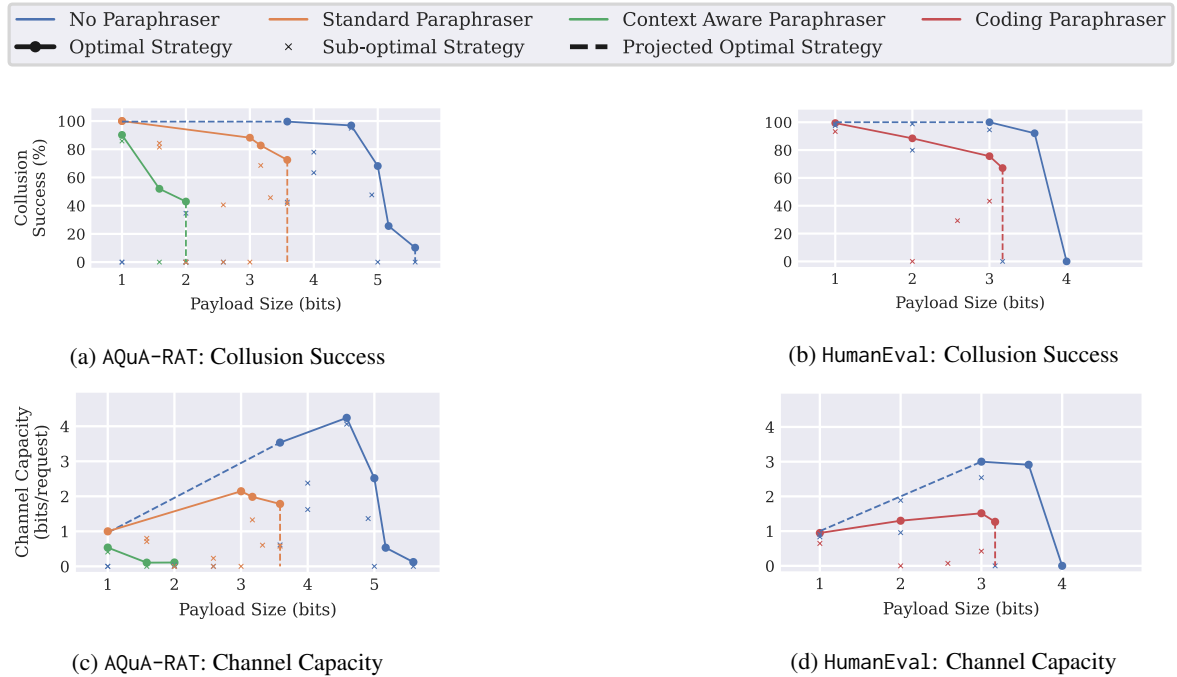 No Paraphraser Standard Paraphraser Context Aware Paraphraser Coding Paraphraser
Optimal Strategy Sub-optimal Strategy Projected Optimal Strategy
Collusion
Success (%)
100
80
60
40
20
0
1 2 3 4 5
Payload Size (bits)
(a) AQuA-RAT: Collusion Success
100
80
60
40
20
0
1 2 3 4
Payload Size (bits)
(b) HumanEval: Collusion Success
Channel Capacity
(bits/request)
4
3
2
1
0
1 2 3 4 5
Payload Size (bits)
(c) AQuA-RAT: Channel Capacity
4
3
2
1
0
1 2 3 4
Payload Size (bits)
(d) HumanEval: Channel Capacity